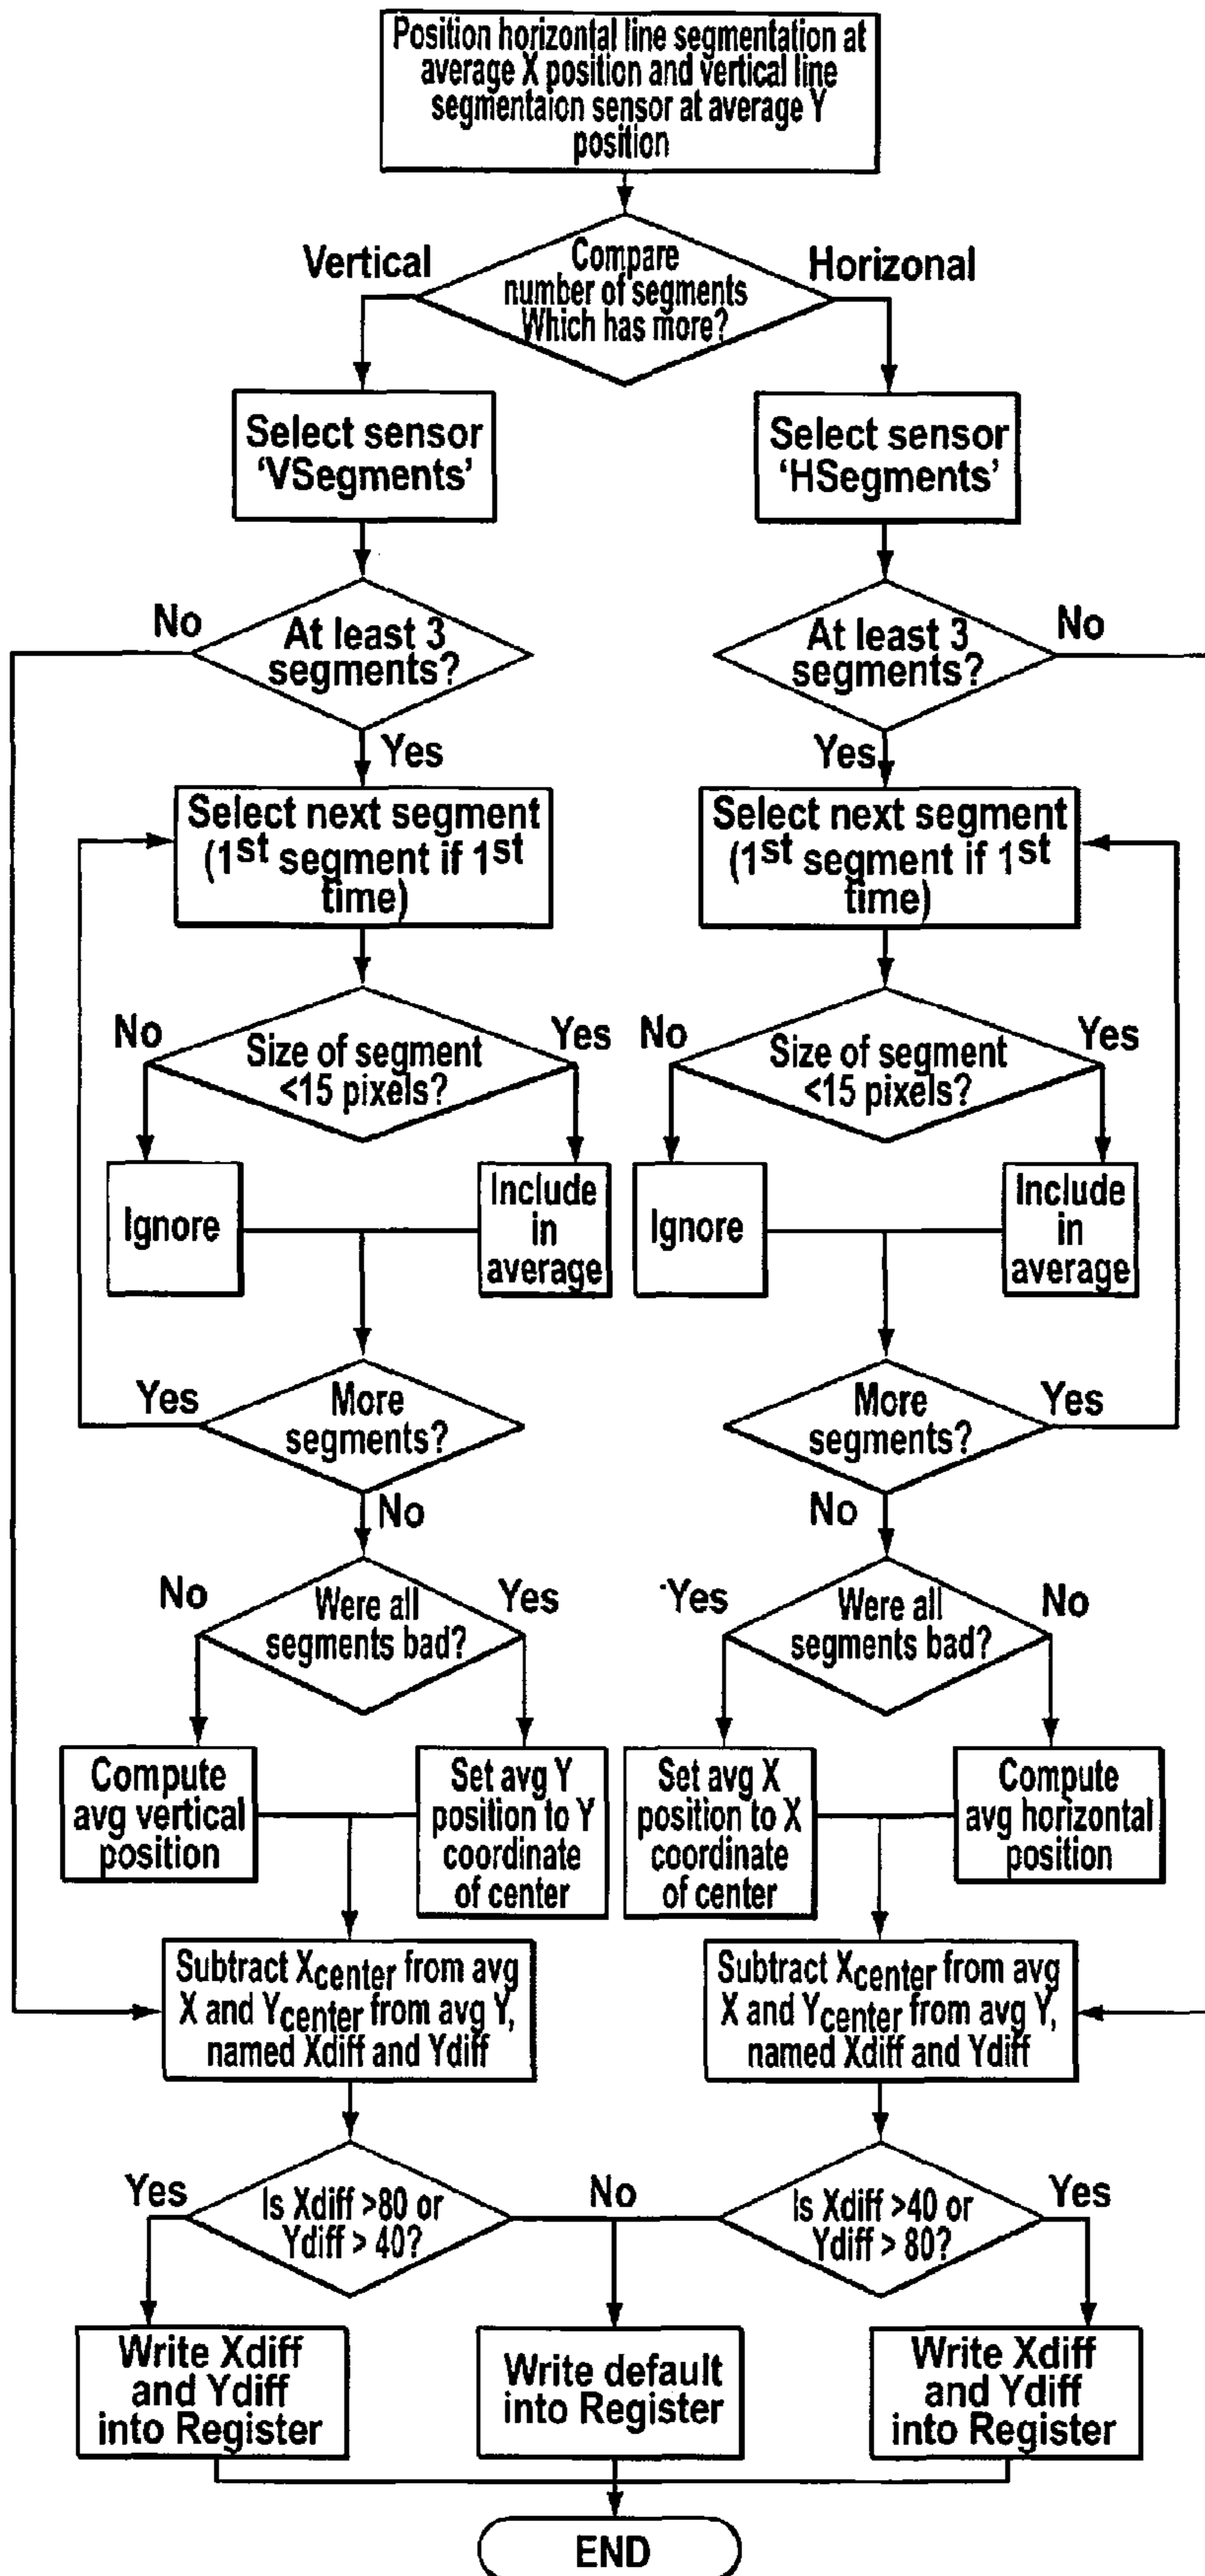 Position horizontal line segmentation at
average X position and vertical line
segmentaion sensor at average Y
position
Compare
number of segments
Which has more?
Vertical
Horizonal
Select sensor
'VSegments'
Select sensor
'HSegments'
At least 3
segments?
No
Yes
At least 3
segments?
No
Yes
Select next segment
(1st segment if 1st
time)
Select next segment
(1st segment if 1st
time)
No
Size of segment
<15 pixels?
Yes
No
Size of segment
<15 pixels?
Yes
Ignore
Include
in
average
Ignore
Include
in
average
Yes
More
segments?
No
More
segments?
Yes
No
No
Were all
segments bad?
Yes
Yes
Were all
segments bad?
No
Compute
avg vertical
position
Set avg Y
position to Y
coordinate
of center
Set avg X
position to X
coordinate
of center
Compute
avg horizontal
position
Subtract Xcenter from avg
X and Ycenter from avg Y,
named Xdiff and Ydiff
Subtract Xcenter from avg
X and Ycenter from avg Y,
named Xdiff and Ydiff
Yes
Is Xdiff >80 or
Ydiff > 40?
No
Is Xdiff >40 or
Ydiff > 80?
Yes
Write Xdiff
and Ydiff
into Register
Write default
into Register
Write Xdiff
and Ydiff
into Register
END